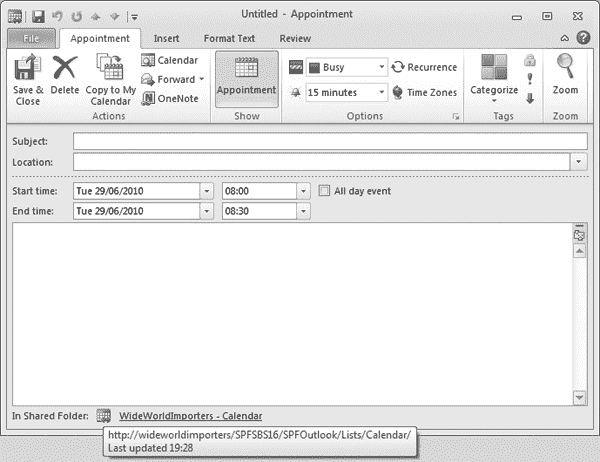 Untitled - Appointment
File Appointment Insert Format Text Review
Save & Close
Delete
Copy to My Calendar
Calendar
Forward
OneNote
Actions
Appointment
Show
Busy
15 minutes
Recurrence
Time Zones
Options
Categorize
Tags
Zoom
Zoom
Subject:
Location:
Start time: Tue 29/06/2010 08:00 All day event
End time: Tue 29/06/2010 08:30
In Shared Folder: WideWorldImporters - Calendar
http://wideworldimporters/SPFSBS16/SPFOutlook/Lists/Calendar/
Last updated 19:28